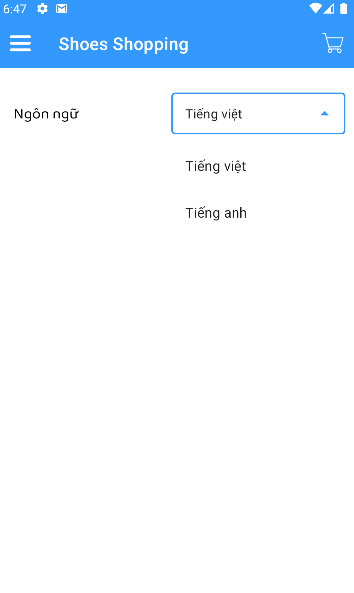 6:47
Shoes Shopping
Ngôn ngữ
Tiếng việt
Tiếng việt
Tiếng anh